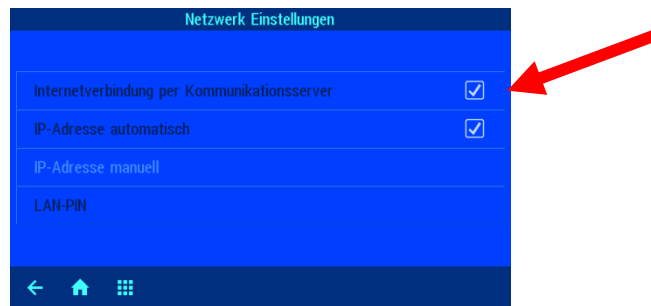 Netzwerk Einstellungen
Internetverbindung per Kommunikationsserver
IP-Adresse automatisch
IP-Adresse manuell
LAN-PIN